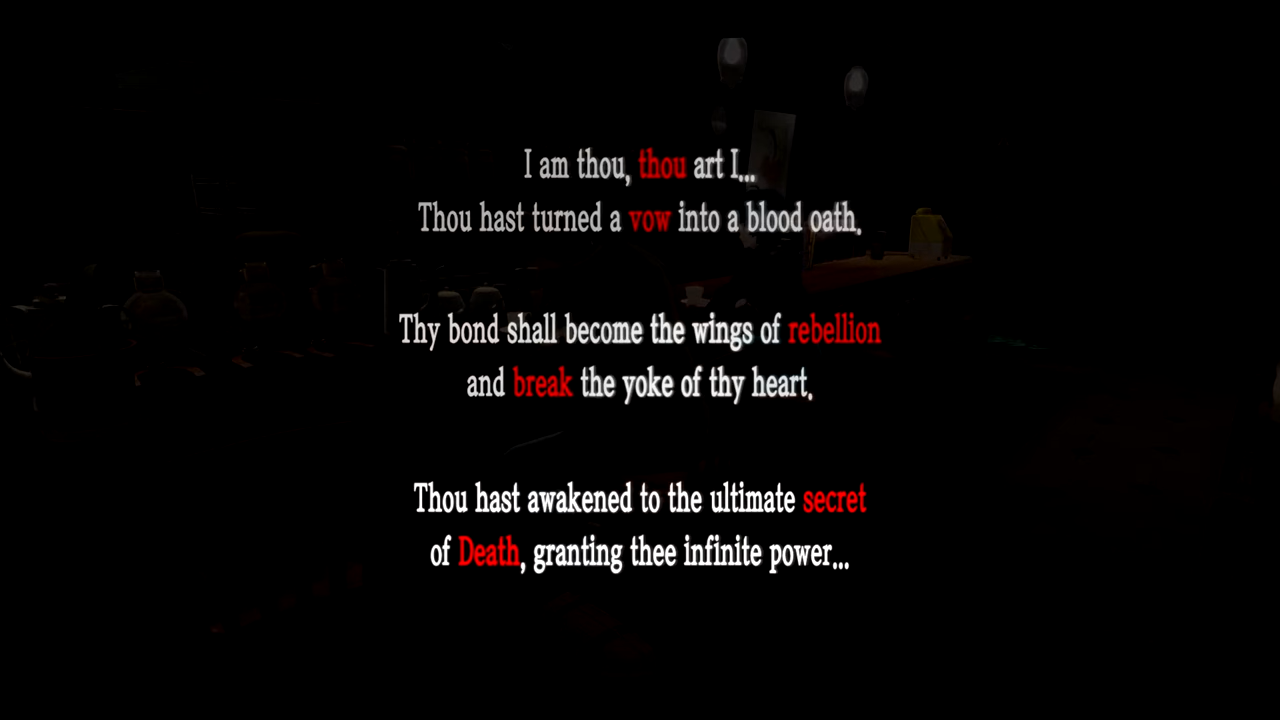 I am thou, thou art I...
Thou hast turned a vow into a blood oath.
Thy bond shall become the wings of rebellion
and break the yoke of thy heart.
Thou hast awakened to the ultimate secret
of Death, granting thee infinite power...